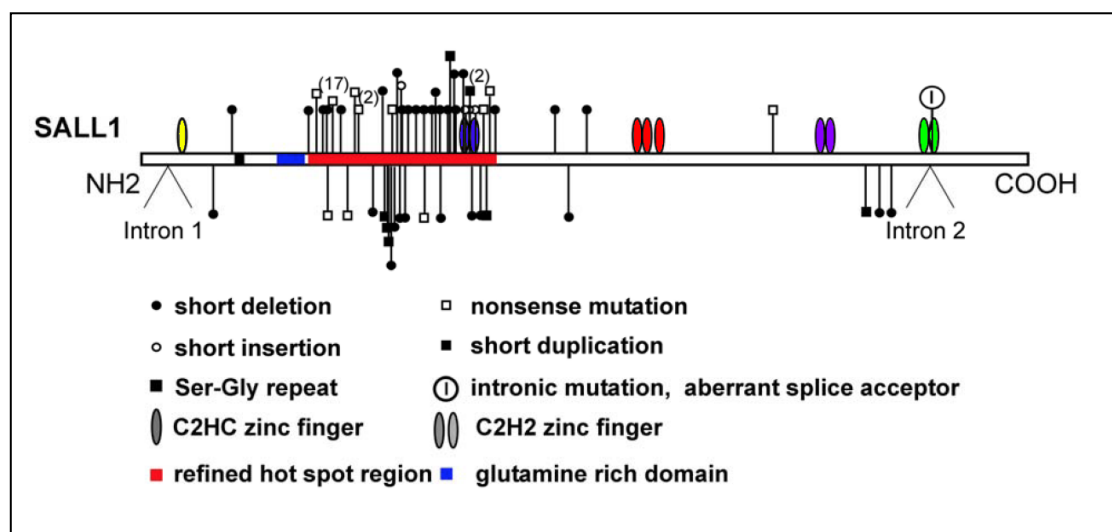 (17)
(2)
(2)
I
SALL1
NH2
COOH
Intron 1
Intron 2
short deletion
nonsense mutation
short insertion
short duplication
Ser-Gly repeat
I intronic mutation, aberrant splice acceptor
C2HC zinc finger
C2H2 zinc finger
refined hot spot region
glutamine rich domain